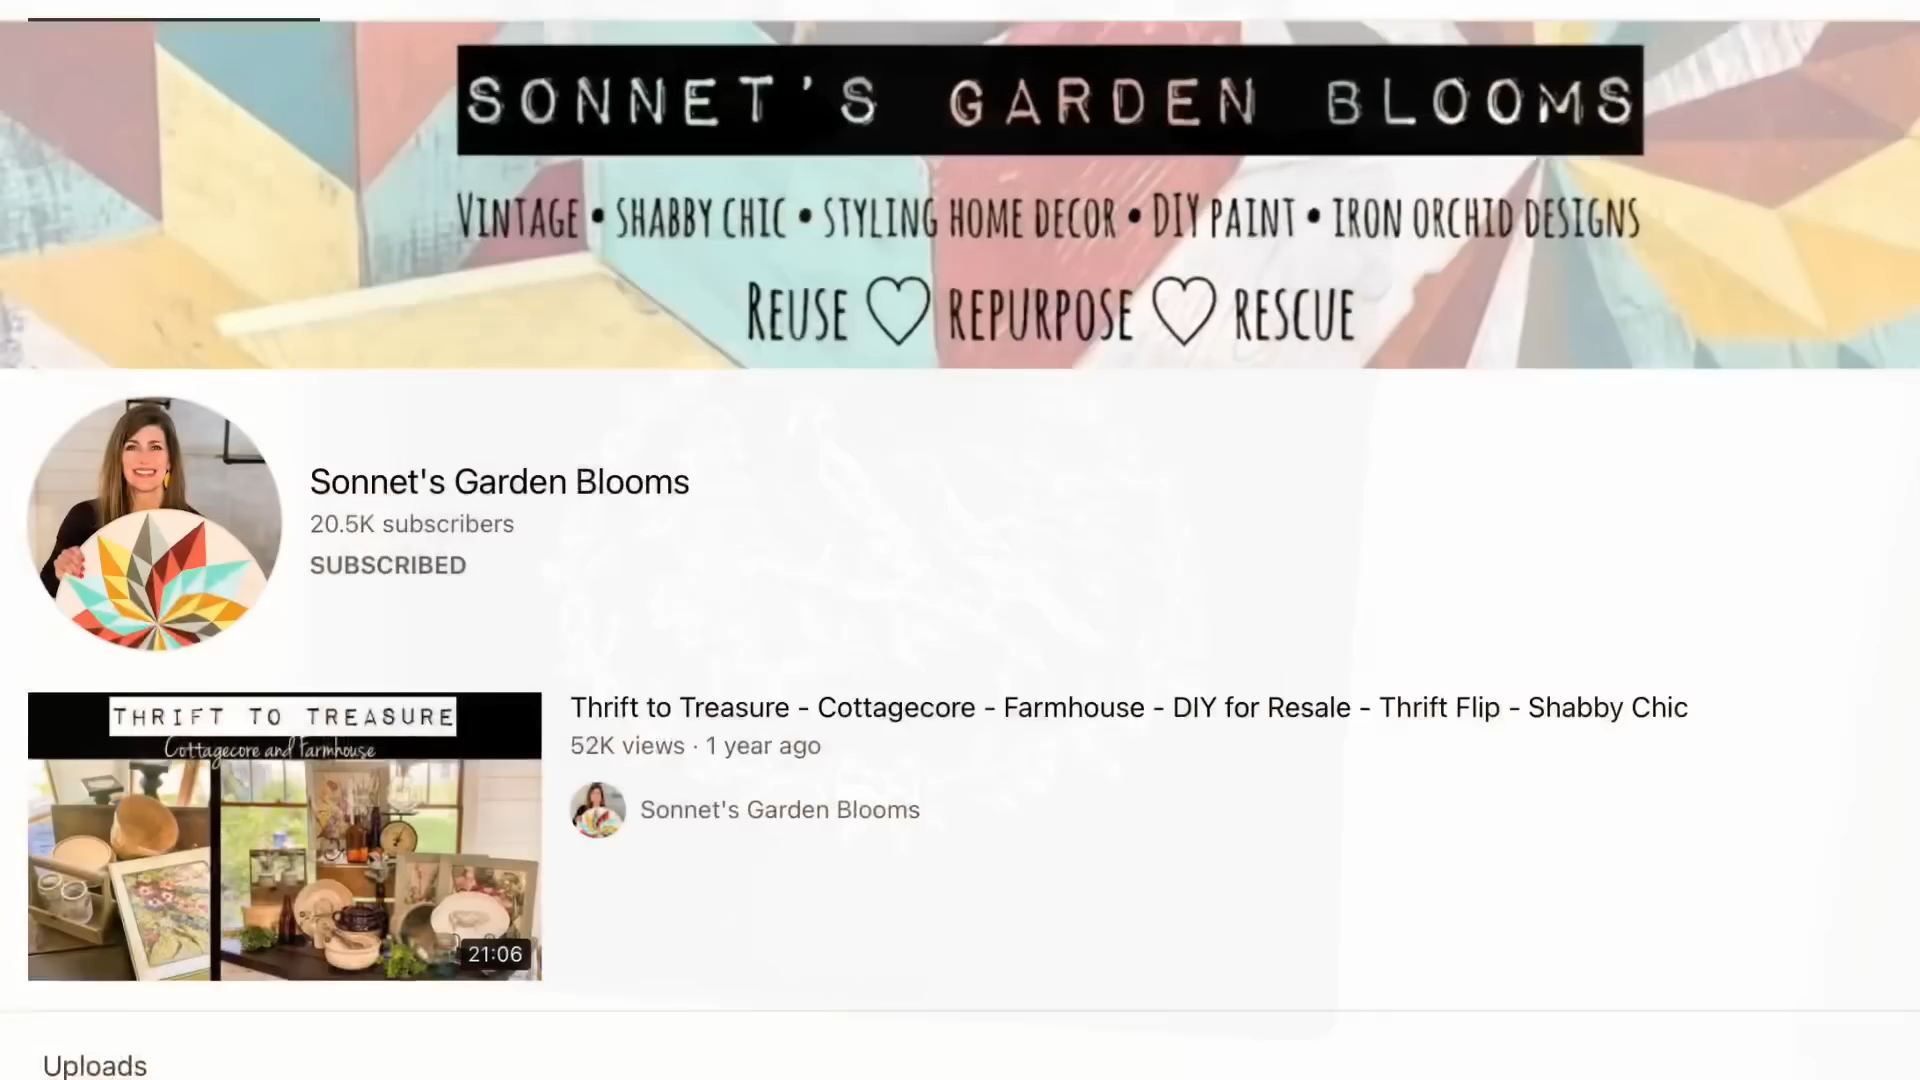 SONNET'S GARDEN BLOOMS
VINTAGE • SHABBY CHIC • STYLING HOME DECOR • DIY PAINT • IRON ORCHID DESIGNS
REUSE ♡ REPURPOSE ♡ RESCUE
Sonnet's Garden Blooms
20.5K subscribers
SUBSCRIBED
THRIFT TO TREASURE
Cottagecore and Farmhouse
21:06
Thrift to Treasure - Cottagecore - Farmhouse - DIY for Resale - Thrift Flip - Shabby Chic
52K views · 1 year ago
Sonnet's Garden Blooms
Uploads